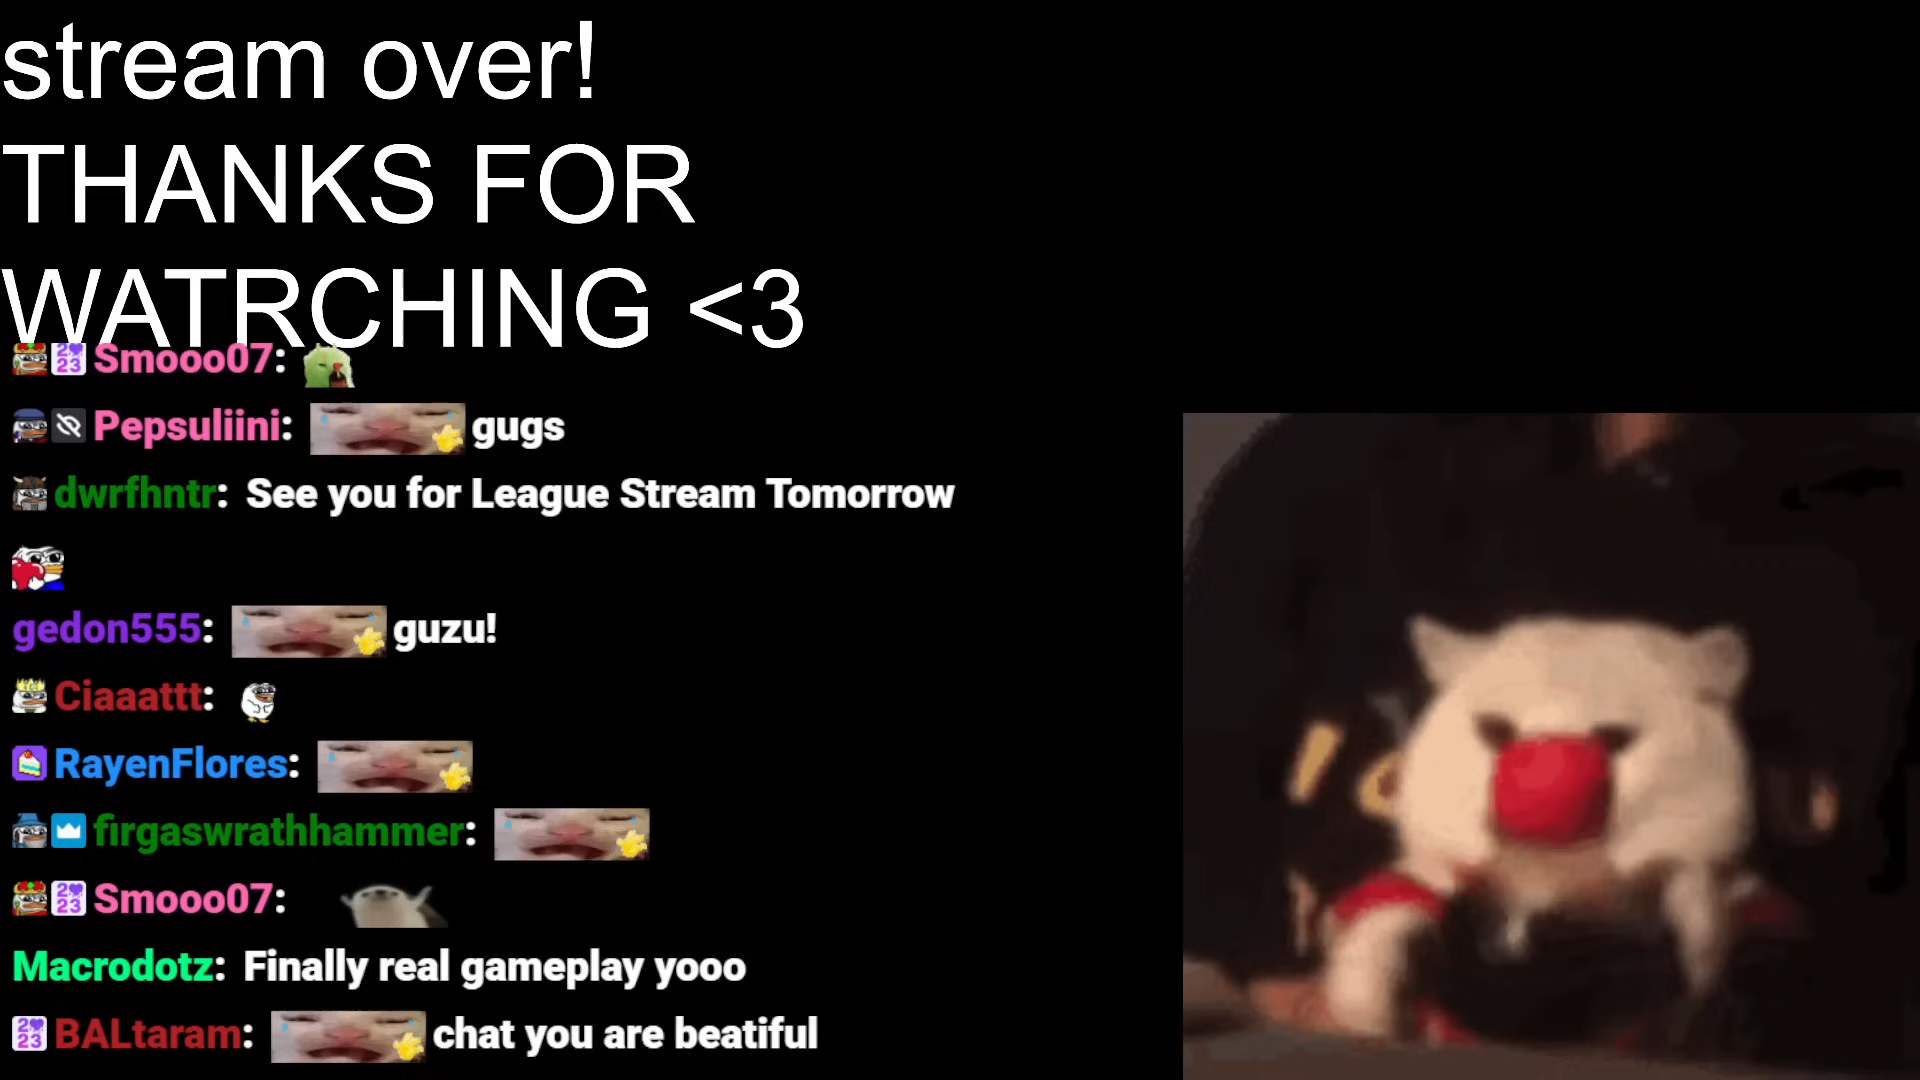 stream over!
THANKS FOR
WATRCHING <3
Smooo07:
Pepsuliini: gugs
dwrfhntr: See you for League Stream Tomorrow
gedon555: guzu!
Ciaaattt:
RayenFlores:
firgaswrathhammer:
Smooo07:
Macrodotz: Finally real gameplay yooo
BALtaram: chat you are beatiful